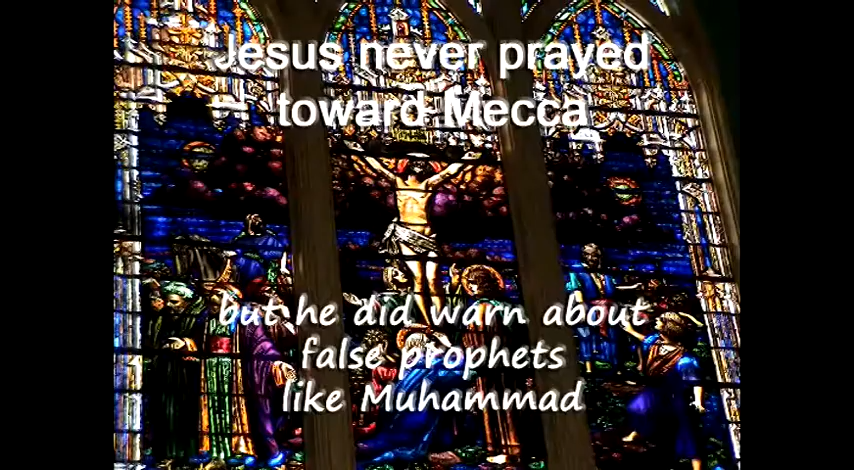 Jesus never prayed
toward Mecca
but he did warn about
false prophets
like Muhammad